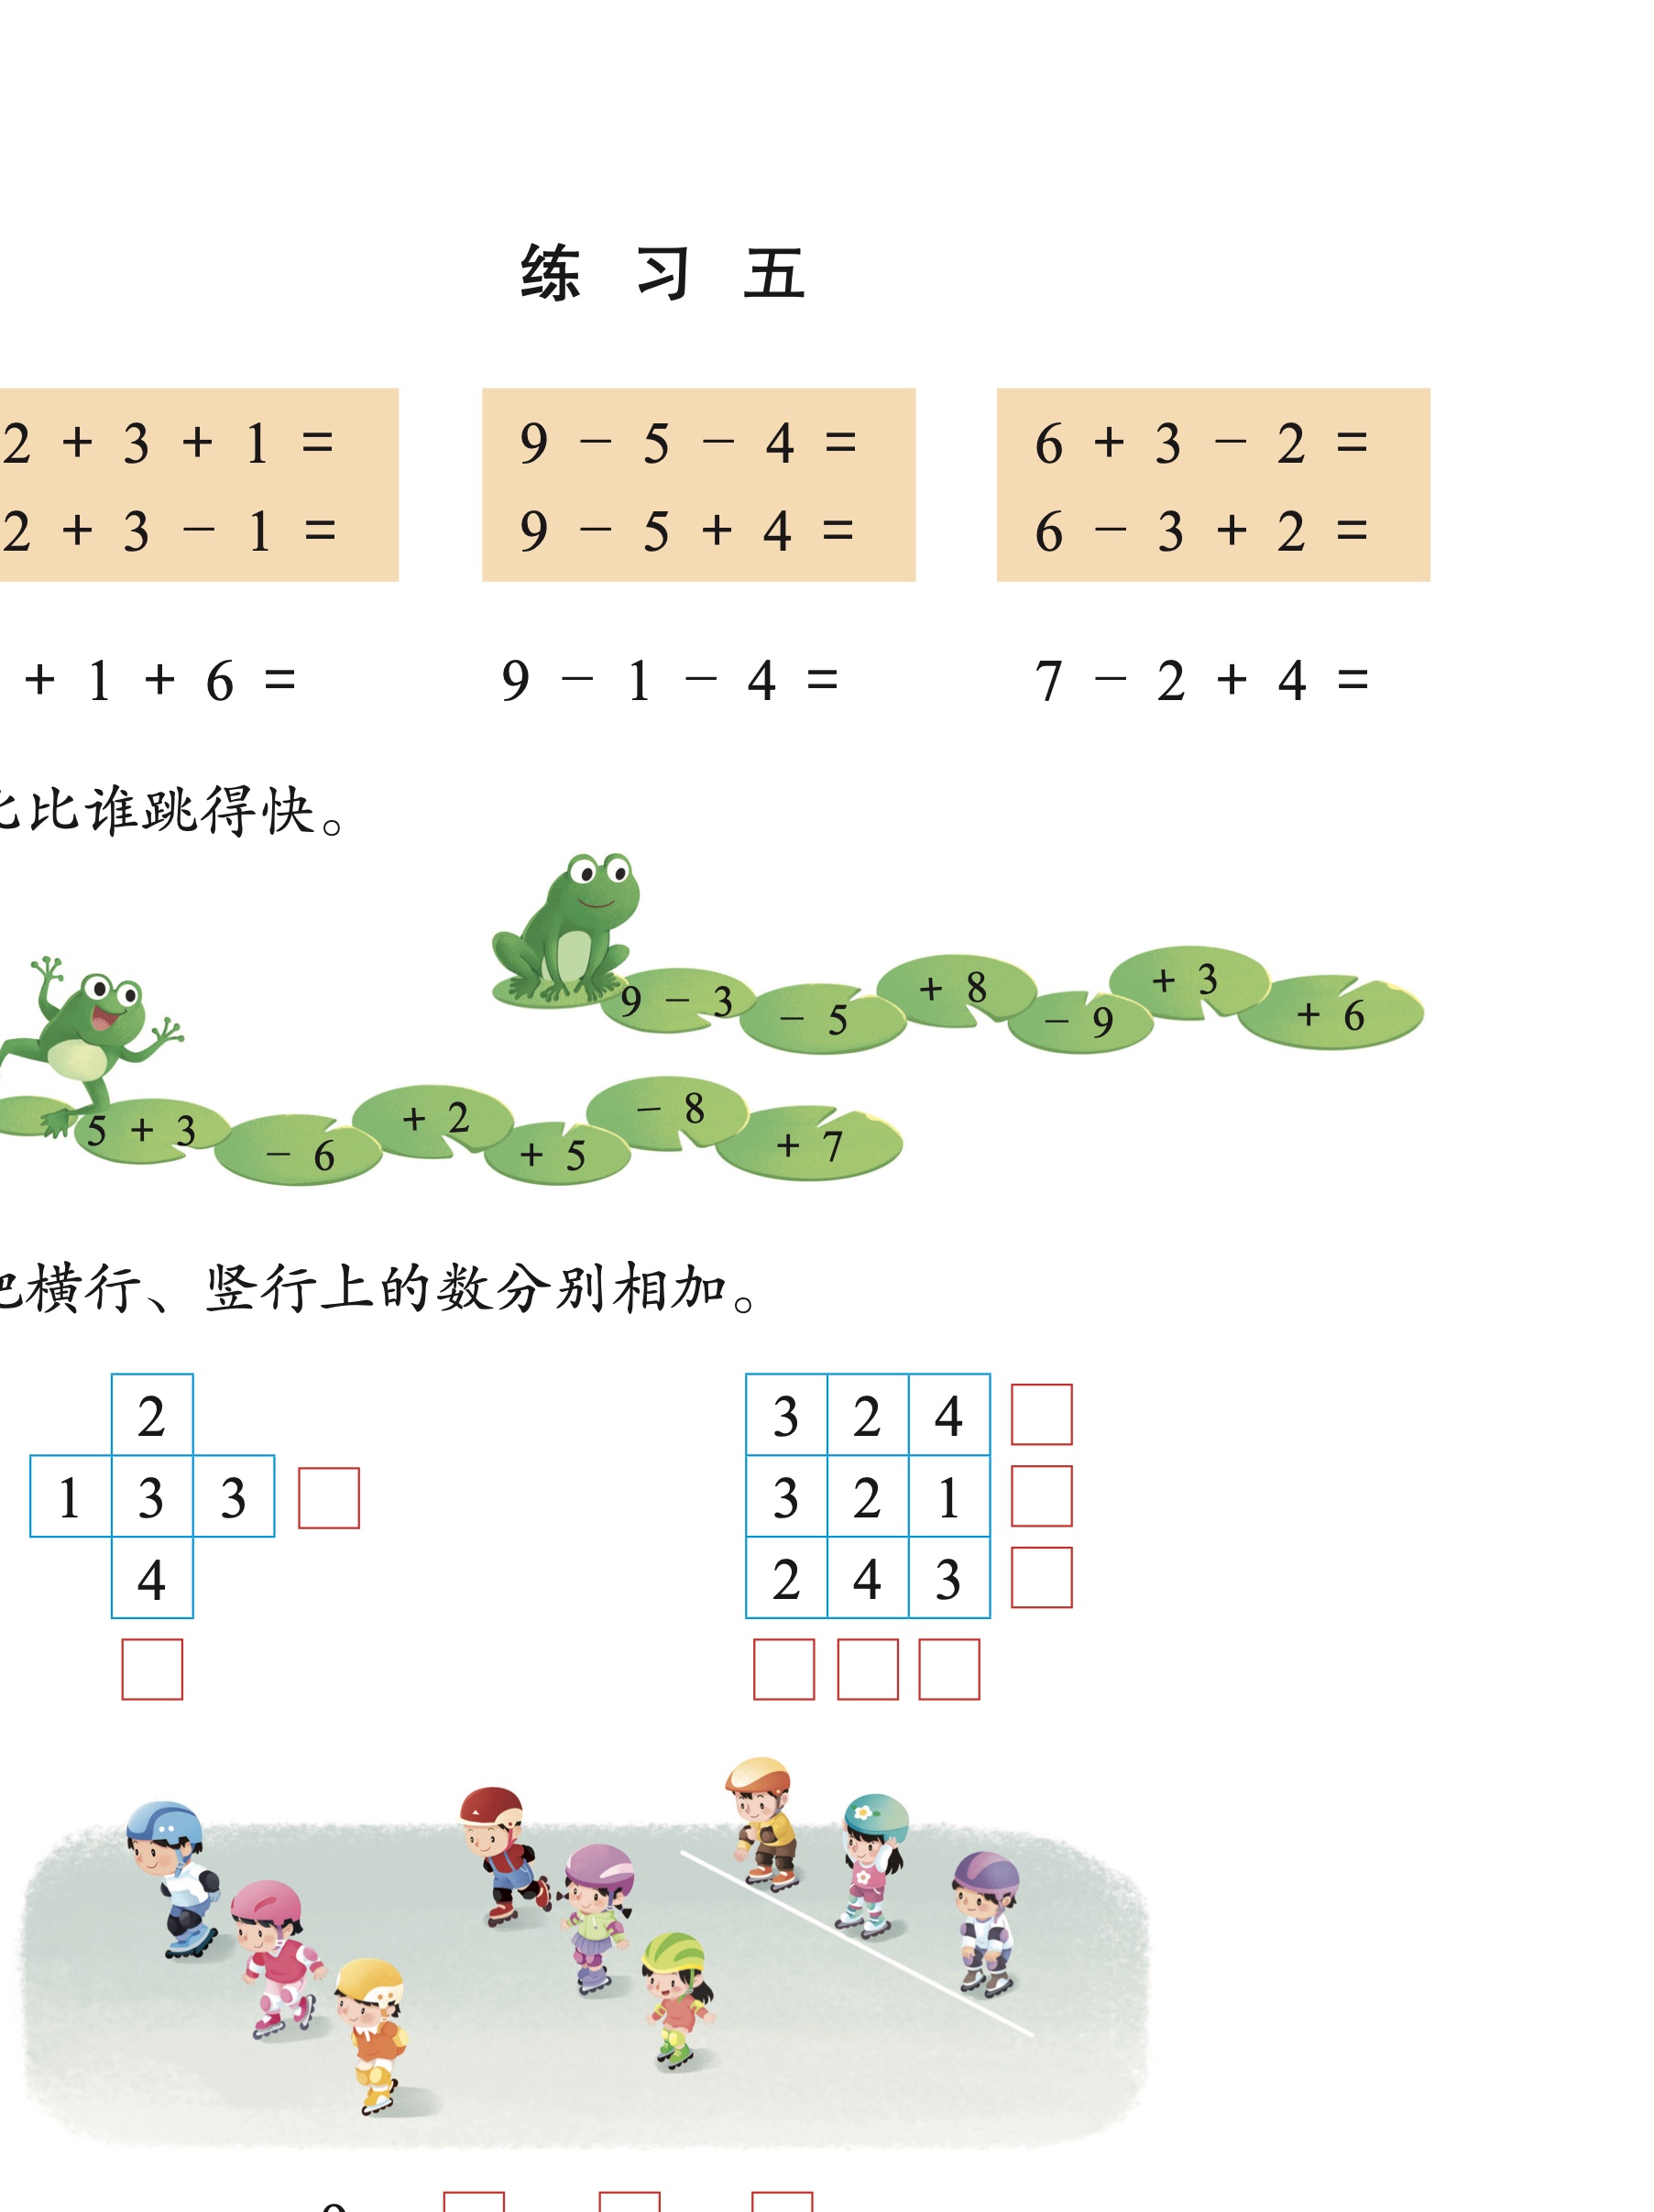 练 习 五
2 + 3 + 1 = 9 − 5 − 4 = 6 + 3 − 2 =
2 + 3 − 1 = 9 − 5 + 4 = 6 − 3 + 2 =
+ 1 + 6 = 9 − 1 − 4 = 7 − 2 + 4 =
比谁跳得快。
9 − 3 − 5 + 8 − 9 + 3 + 6
5 + 3 − 6 + 2 + 5 − 8 + 7
横行、竖行上的数分别相加。
2
1 3 3
4
3 2 4
3 2 1
2 4 3